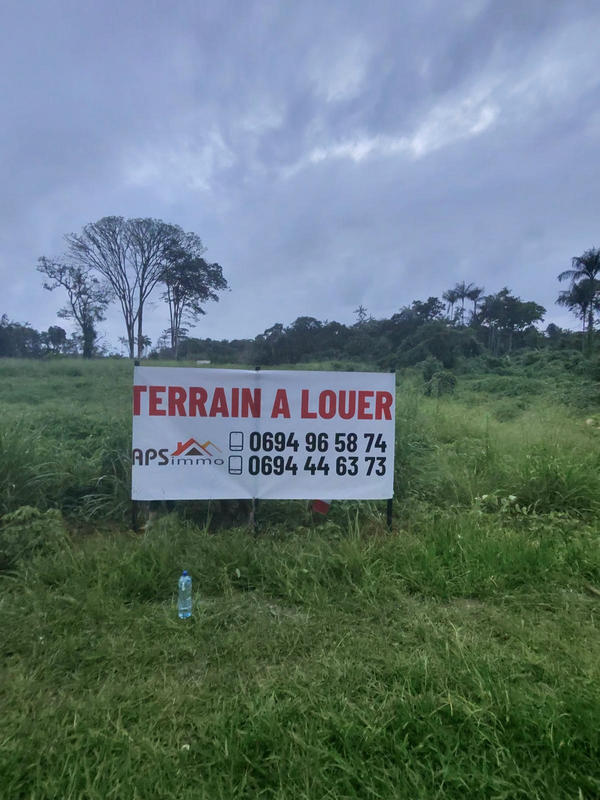 TERRAIN A LOUER
0694 96 58 74
APSimmo
0694 44 63 73